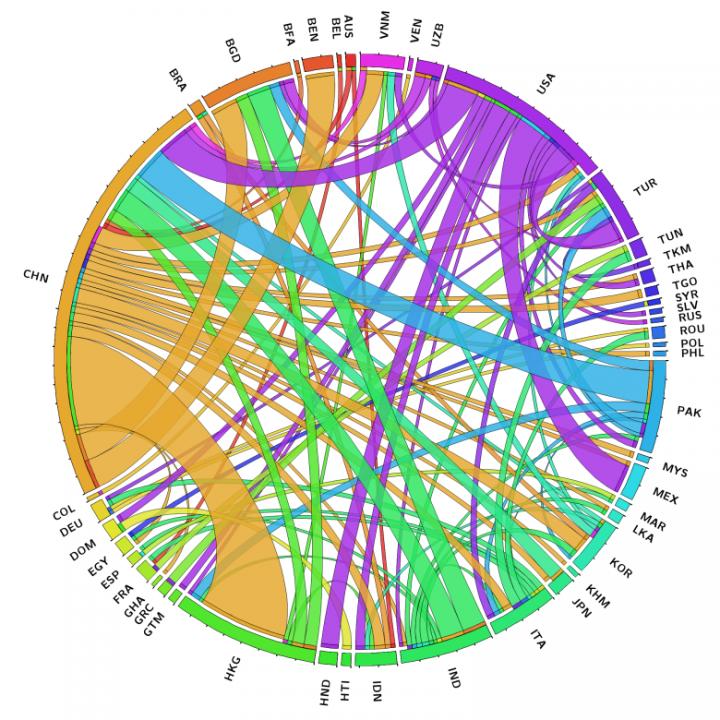 AUS
VNM
VEN
UZB
USA
TUR
TUN
TKM
THA
TGO
SYR
SLV
RUS
ROU
POL
PHL
PAK
MYS
MEX
MAR
LKA
KOR
KHM
JPN
ITA
IND
IDN
HTI
HND
HKG
GTM
GRC
GHA
FRA
ESP
EGY
DOM
DEU
COL
CHN
BRA
BGD
BFA
BEN
BEL